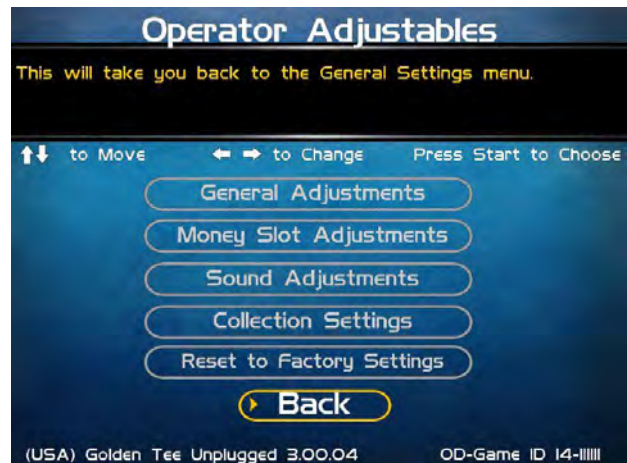 Operator Adjustables
This will take you back to the General Settings menu.
↑↓ to Move ← → to Change Press Start to Choose
General Adjustments
Money Slot Adjustments
Sound Adjustments
Collection Settings
Reset to Factory Settings
Back
(USA) Golden Tee Unplugged 3.00.04 OD-Game ID 14-111111